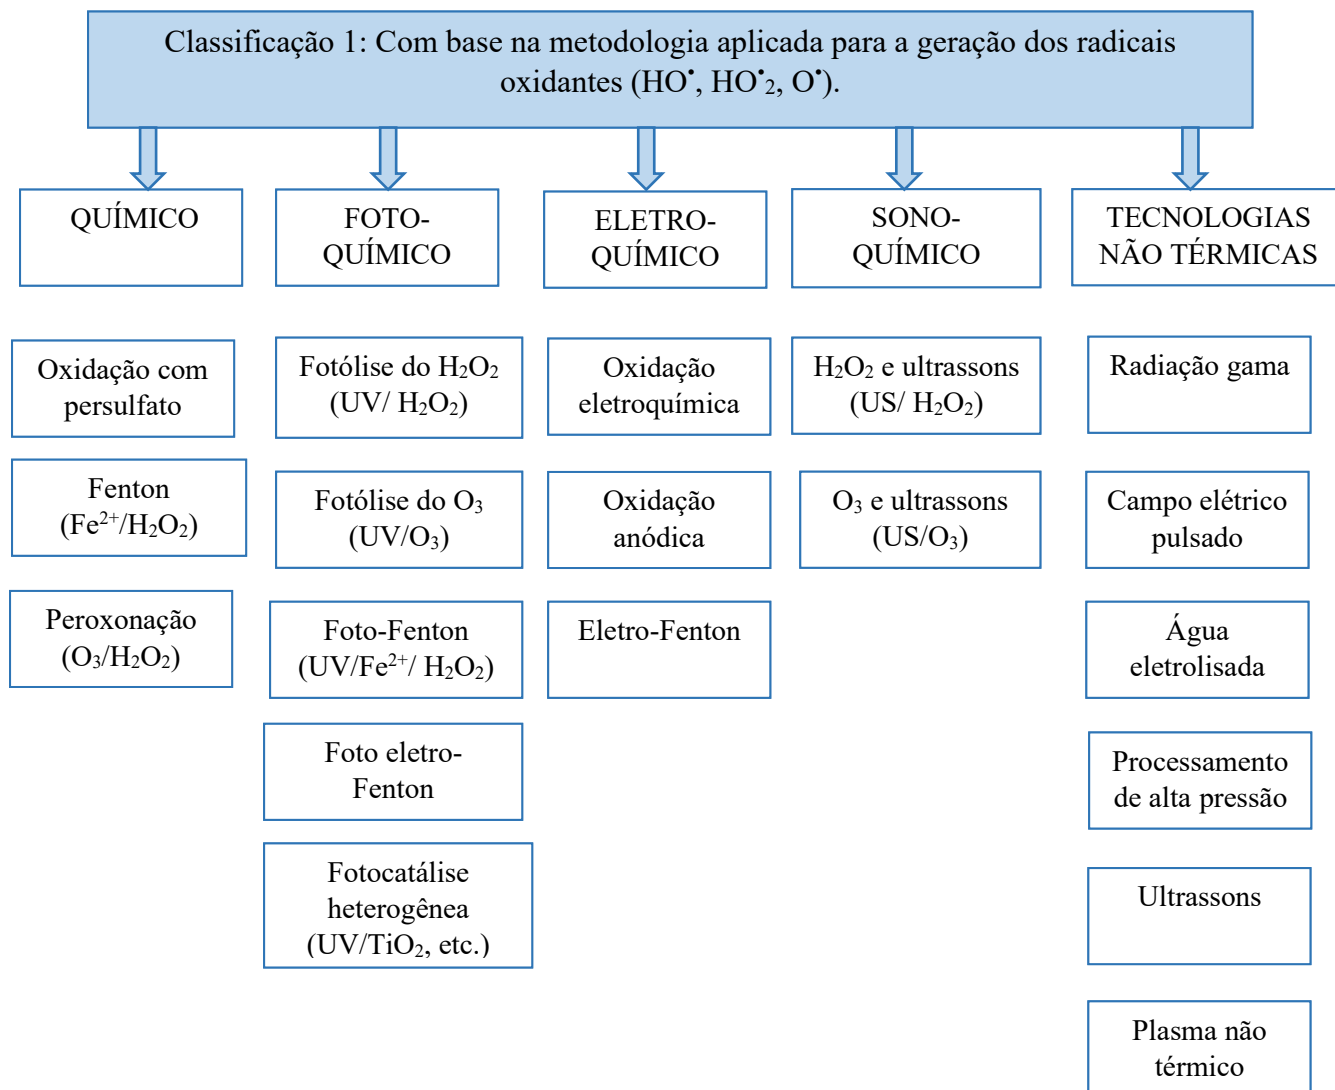 Classificação 1: Com base na metodologia aplicada para a geração dos radicais
oxidantes (HO•, HO•₂, O•).
QUÍMICO
FOTO-
QUÍMICO
ELETRO-
QUÍMICO
SONO-
QUÍMICO
TECNOLOGIAS
NÃO TÉRMICAS
Oxidação com
persulfato
Fenton
(Fe²⁺/H₂O₂)
Peroxonação
(O₃/H₂O₂)
Fotólise do H₂O₂
(UV/ H₂O₂)
Fotólise do O₃
(UV/O₃)
Foto-Fenton
(UV/Fe²⁺/ H₂O₂)
Foto eletro-
Fenton
Fotocatálise
heterogênea
(UV/TiO₂, etc.)
Oxidação
eletroquímica
Oxidação
anódica
Eletro-Fenton
H₂O₂ e ultrassons
(US/ H₂O₂)
O₃ e ultrassons
(US/O₃)
Radiação gama
Campo elétrico
pulsado
Água
eletrolisada
Processamento
de alta pressão
Ultrassons
Plasma não
térmico